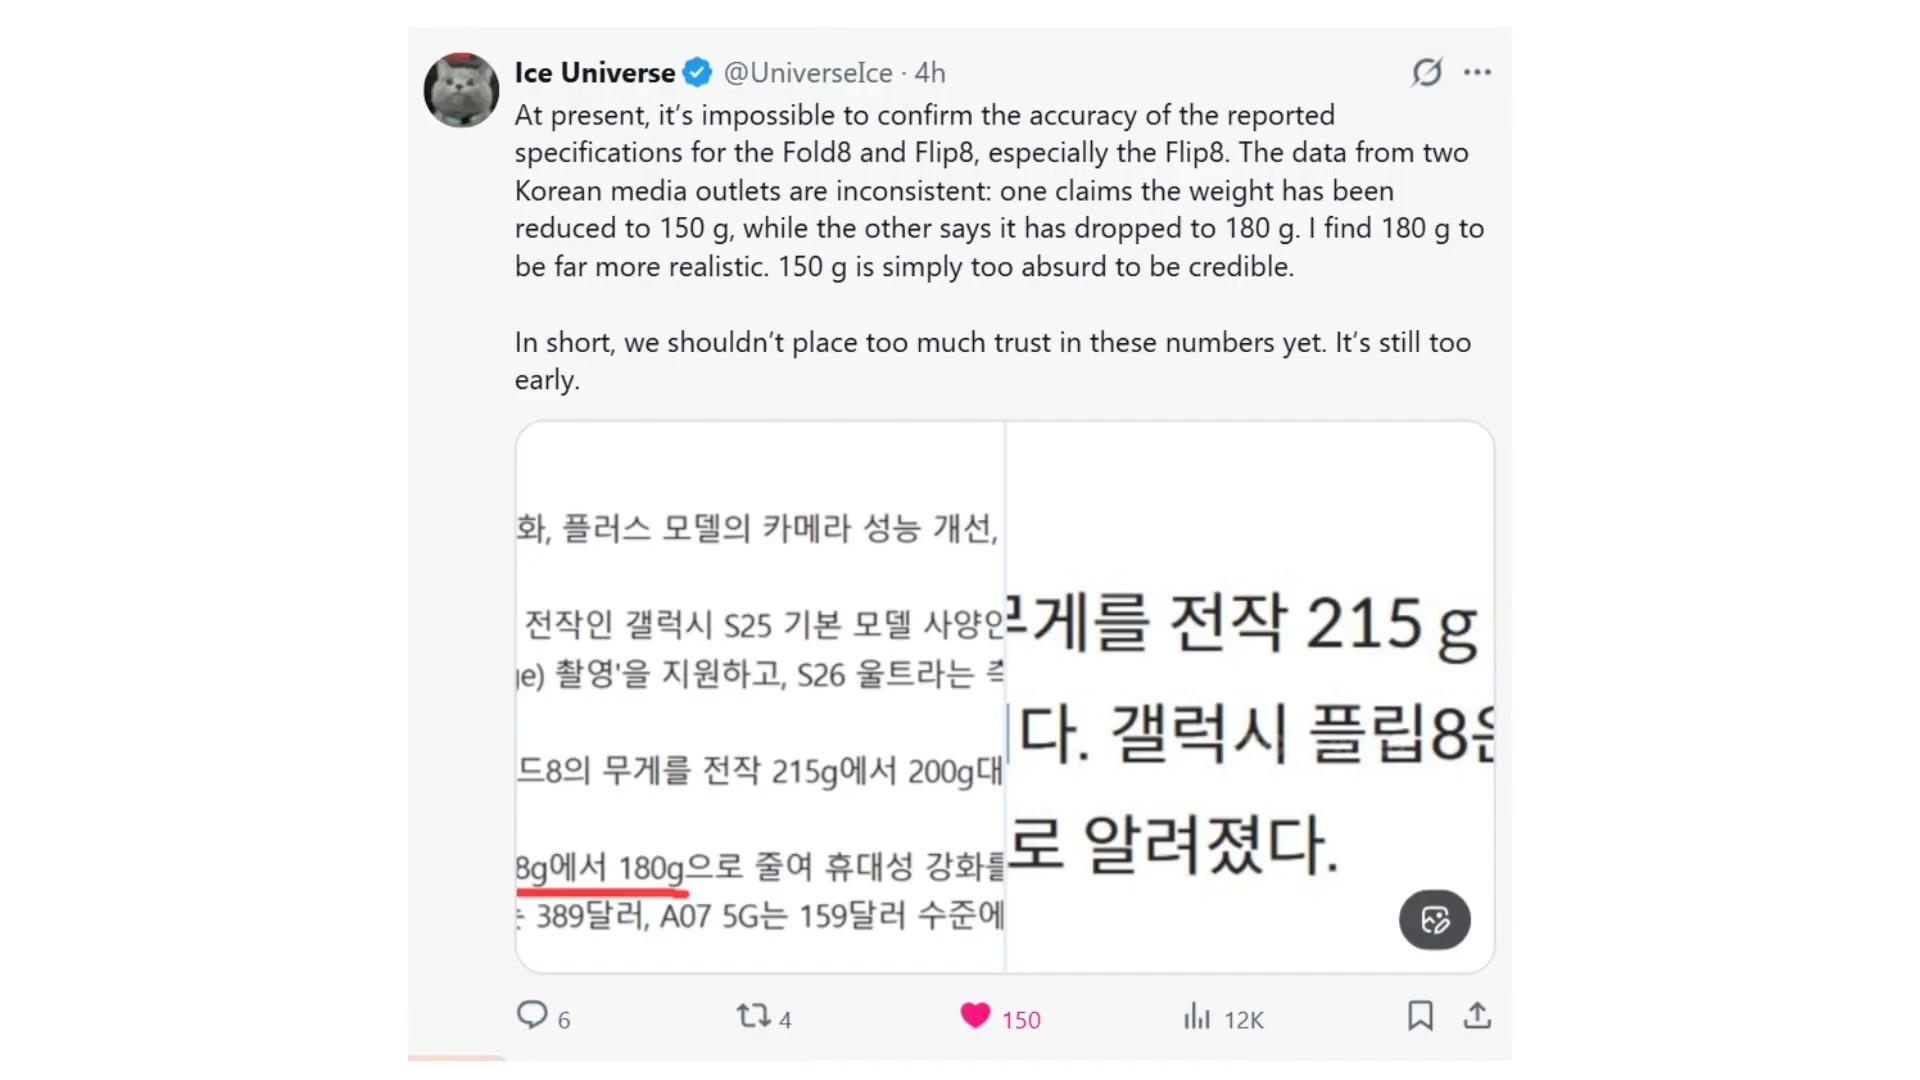 Ice Universe @UniverseIce · 4h
At present, it’s impossible to confirm the accuracy of the reported
specifications for the Fold8 and Flip8, especially the Flip8. The data from two
Korean media outlets are inconsistent: one claims the weight has been
reduced to 150 g, while the other says it has dropped to 180 g. I find 180 g to
be far more realistic. 150 g is simply too absurd to be credible.
In short, we shouldn’t place too much trust in these numbers yet. It’s still too
early.
화, 플러스 모델의 카메라 성능 개선,
전작인 갤럭시 S25 기본 모델 사양인
e) 촬영'을 지원하고, S26 울트라는
드8의 무게를 전작 215g에서 200g대
8g에서 180g으로 줄여 휴대성 강화를
389달러, A07 5G는 159달러 수준에
무게를 전작 215 g
다. 갤럭시 플립8은
로 알려졌다.
6 4 150 12K